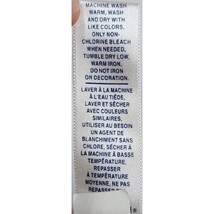 MACHINE WASH
WARM, WASH
AND DRY WITH
LIKE COLORS.
ONLY NON-
CHLORINE BLEACH
WHEN NEEDED,
TUMBLE DRY LOW,
WARM IRON,
DO NOT IRON
ON DECORATION.
LAVER À LA MACHINE
À L'EAU TIÈDE,
LAVER ET SÉCHER
AVEC COULEURS
SIMILAIRES,
UTILISER AU BESOIN
UN AGENT DE
BLANCHIMENT SANS
CHLORE, SÉCHER À
LA MACHINE À BASSE
TEMPÉRATURE,
REPASSER
À TEMPÉRATURE
MOYENNE, NE PAS
REPASSER